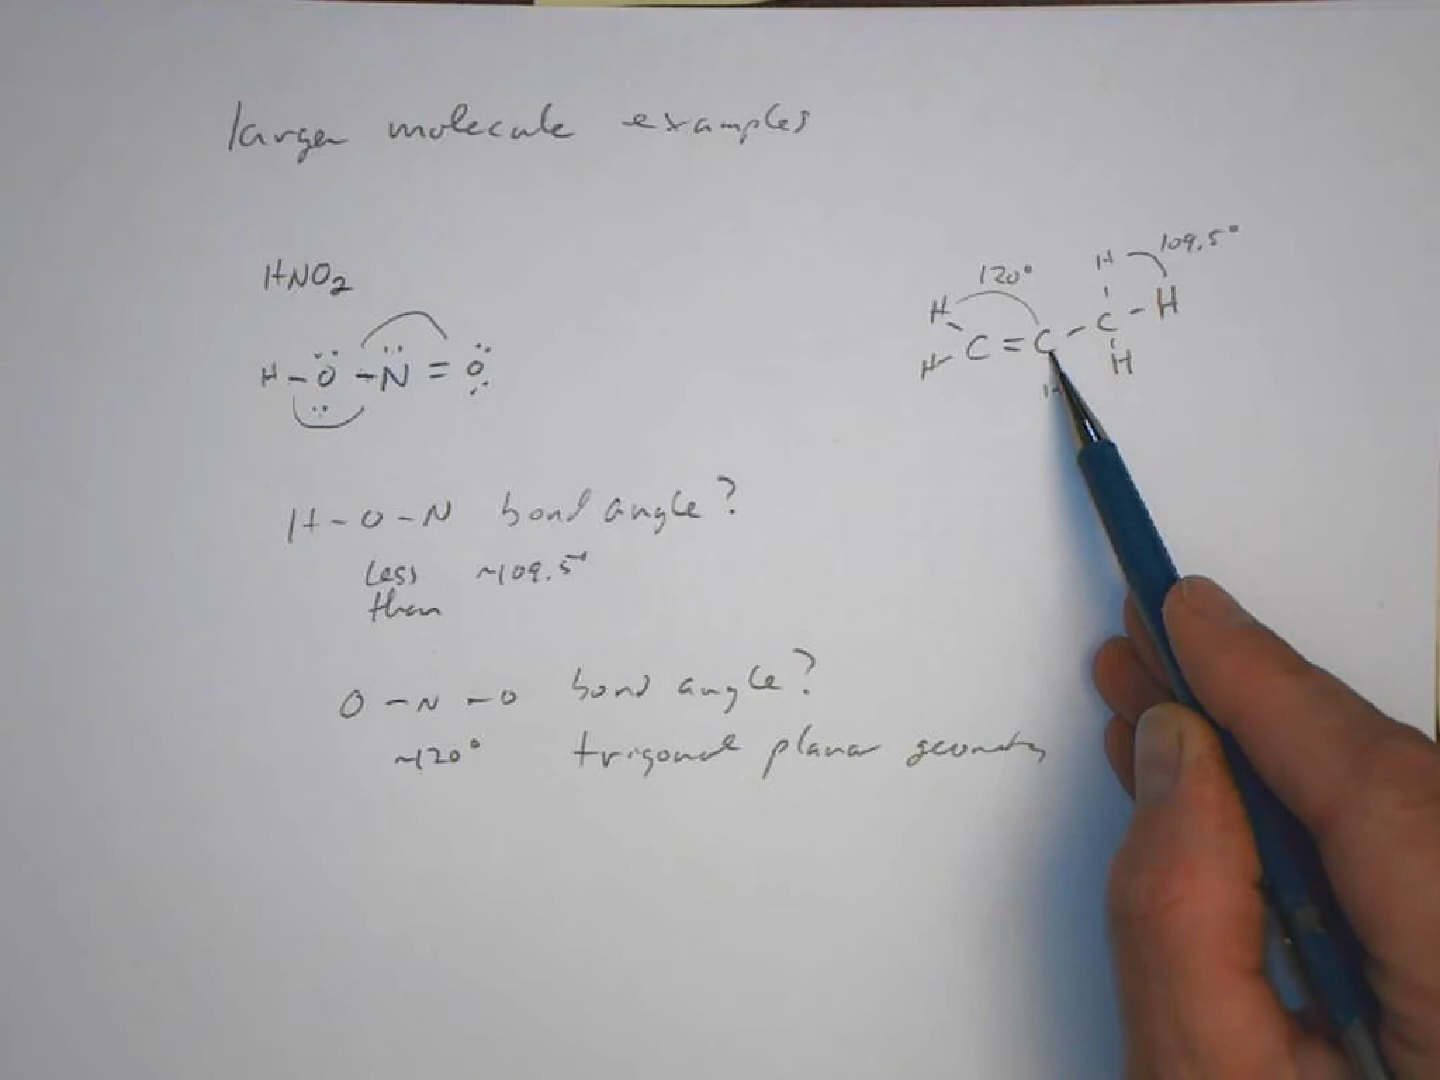 larger molecule examples
HNO2
H-O-N=O
H-O-N bond angle?
less than ~109.5°
O-N-O bond angle?
~120° trigonal planar geometry
120°
109.5°
H
H
H C=C-C-H
H
H H